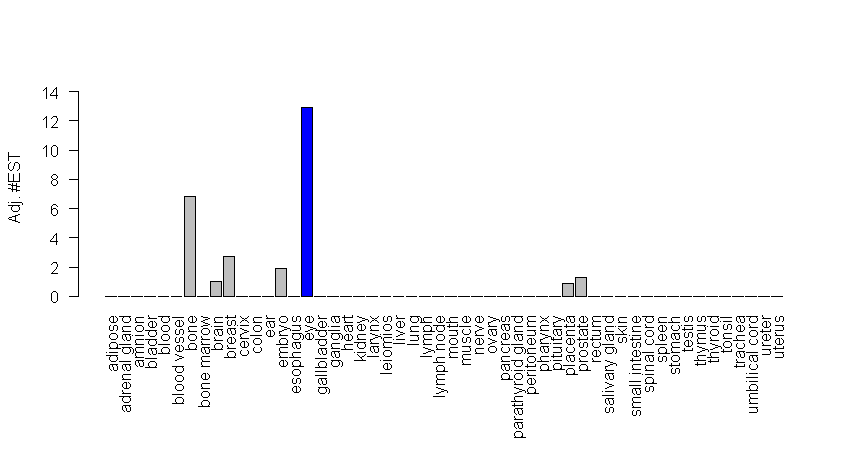 14
12
10
8
6
4
2
0
Adj. #EST
adipose
adrenal gland
amnion
bladder
blood
blood vessel
bone
bone marrow
brain
breast
cervix
colon
ear
embryo
esophagus
eye
gallbladder
ganglia
heart
kidney
larynx
leiomios
liver
lung
lymph
lymph node
mouth
muscle
nerve
ovary
pancreas
parathyroid gland
peritoneum
pharynx
pituitary
placenta
prostate
rectum
salivary gland
skin
small intestine
spinal cord
spleen
stomach
testis
thymus
thyroid
tonsil
trachea
umbilical cord
ureter
uterus